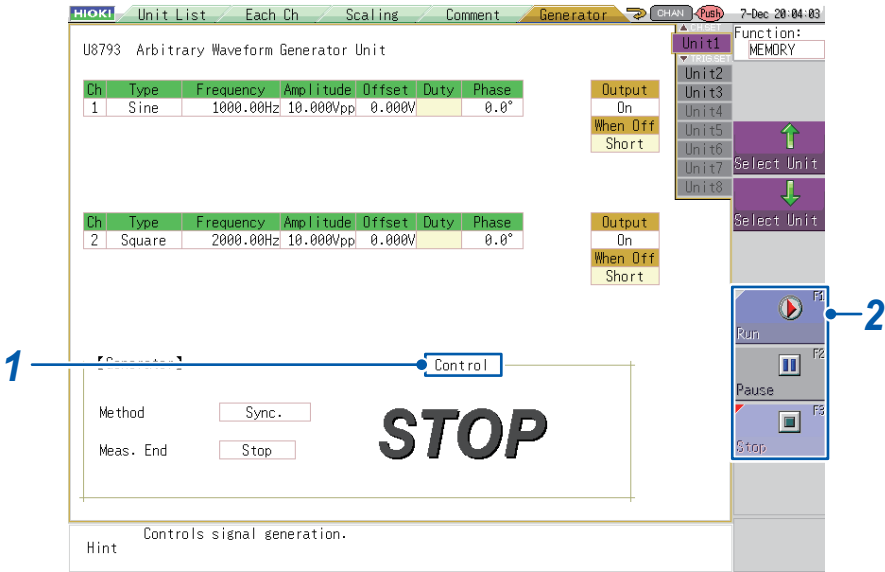 HIOKI Unit List Each Ch Scaling Comment Generator CHAN Push 7-Dec 20:04:03
▲ CH.SET
Function:
Unit1
MEMORY
▼ TRIG.SET
U8793 Arbitrary Waveform Generator Unit
Unit2
Unit3
Unit4
Unit5
Unit6
Unit7
Unit8
Ch Type Frequency Amplitude Offset Duty Phase Output
1 Sine 1000.00Hz 10.000Vpp 0.000V 0.0° On
When Off
Short
Select Unit
Select Unit
Ch Type Frequency Amplitude Offset Duty Phase Output
2 Square 2000.00Hz 10.000Vpp 0.000V 0.0° On
When Off
Short
F1
Run
2
F2
Pause
F3
Stop
1
【Generator】 Control
Method Sync.
Meas. End Stop
STOP
Controls signal generation.
Hint